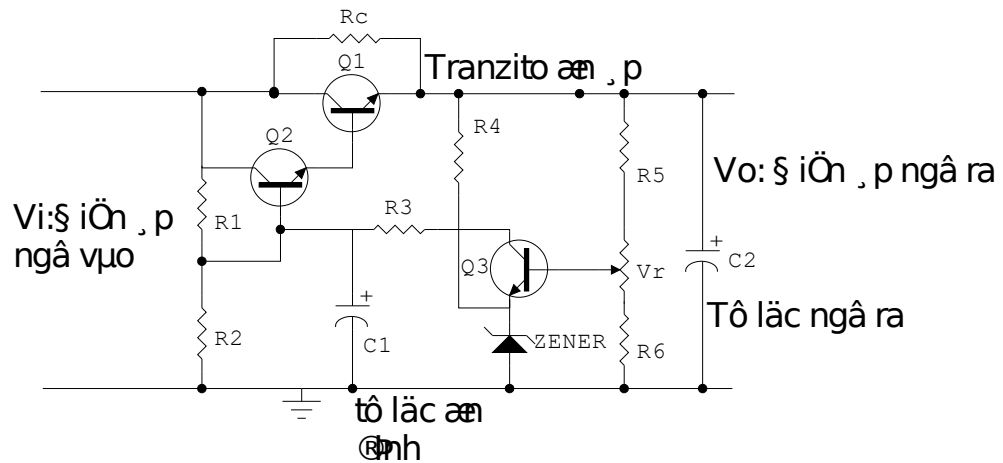 Rc
Q1
Tranzito æn ¸p
R4
Q2
R5
Vo: § iÖn ¸p ngâ ra
R3
Vi:§ iÖn ¸p
ngâ vµo
R1
Q3
Vr
C2
+
+
Tô läc ngâ ra
R2
C1
ZENER
R6
tô läc æn
®Þnh